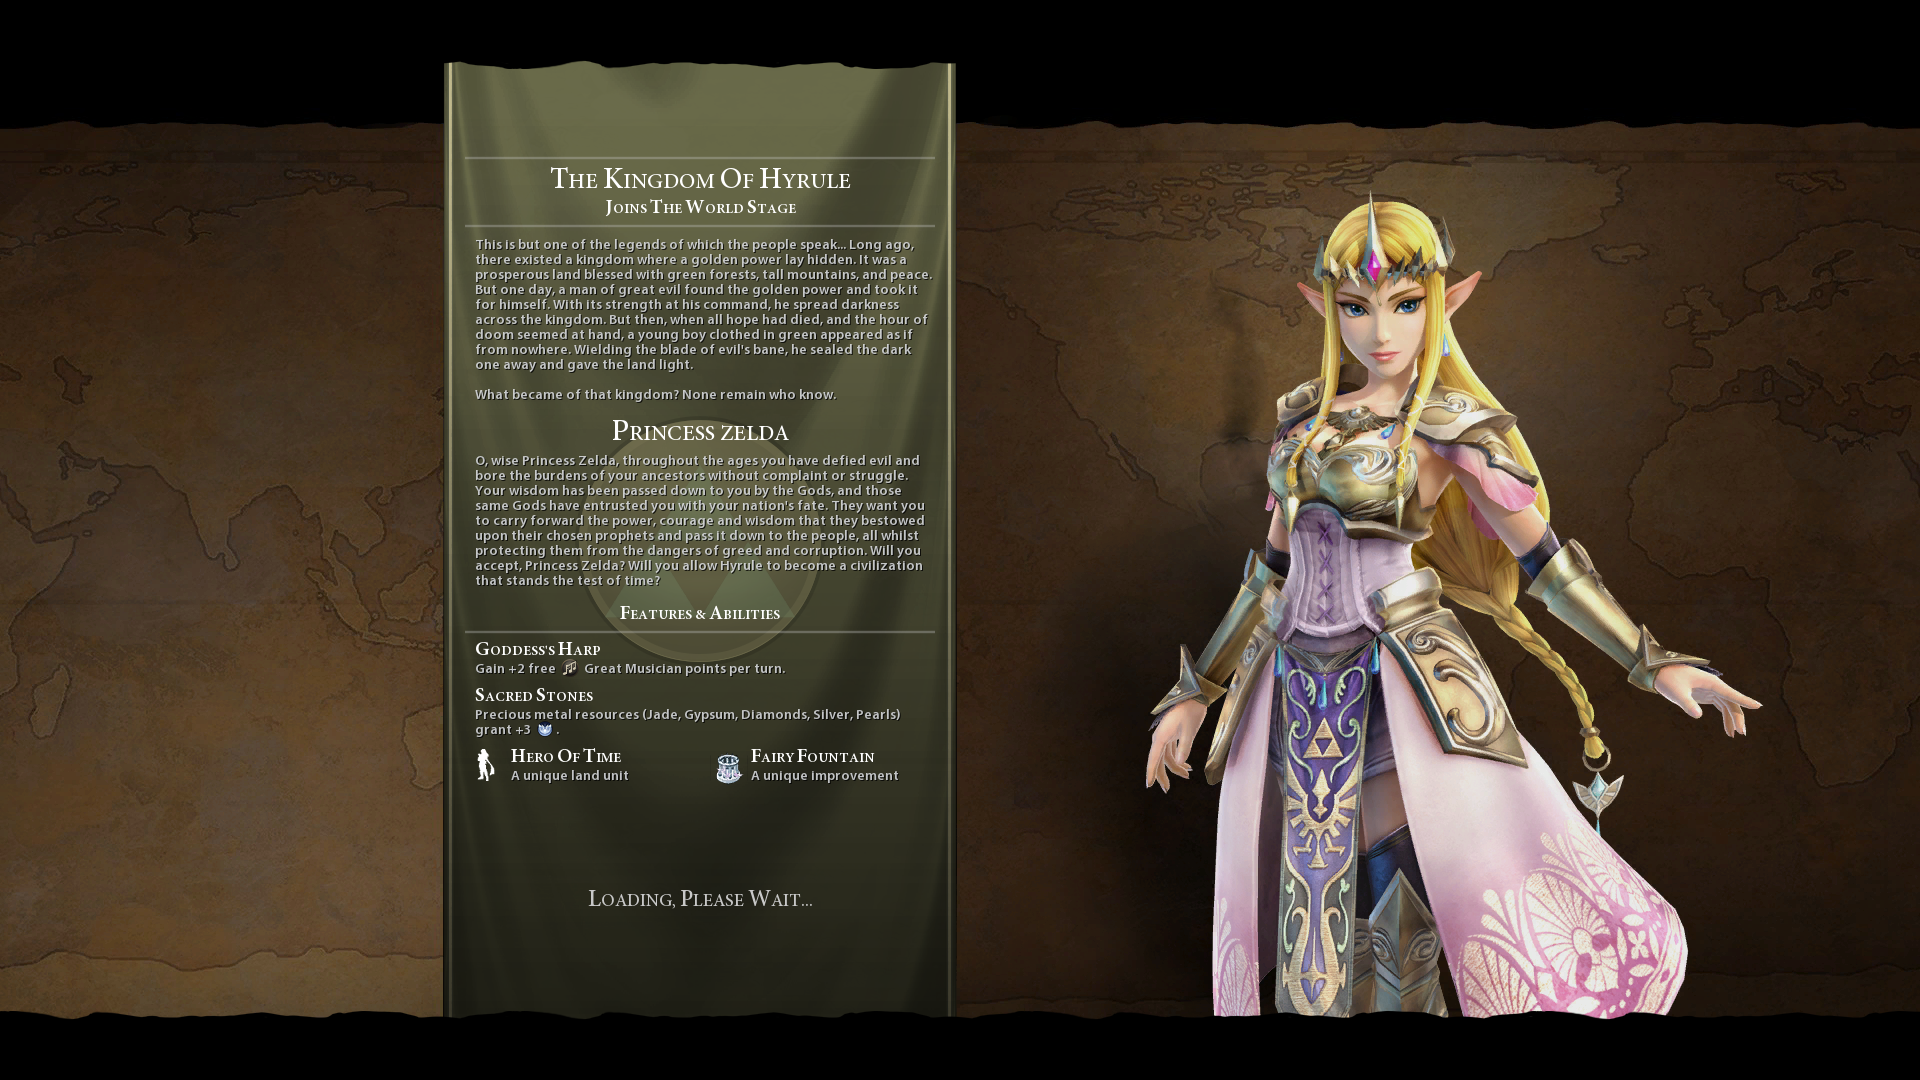 The Kingdom Of Hyrule
Joins The World Stage
This is but one of the legends of which the people speak... Long ago,
there existed a kingdom where a golden power lay hidden. It was a
prosperous land blessed with green forests, tall mountains, and peace.
But one day, a man of great evil found the golden power and took it
for himself. With its strength at his command, he spread darkness
across the kingdom. But then, when all hope had died, and the hour of
doom seemed at hand, a young boy clothed in green appeared as if
from nowhere. Wielding the blade of evil's bane, he sealed the dark
one away and gave the land light.
What became of that kingdom? None remain who know.
Princess zelda
O, wise Princess Zelda, throughout the ages you have defied evil and
bore the burdens of your ancestors without complaint or struggle.
Your wisdom has been passed down to you by the Gods, and those
same Gods have entrusted you with your nation's fate. They want you
to carry forward the power, courage and wisdom that they bestowed
upon their chosen prophets and pass it down to the people, all whilst
protecting them from the dangers of greed and corruption. Will you
accept, Princess Zelda? Will you allow Hyrule to become a civilization
that stands the test of time?
Features & Abilities
Goddess's Harp
Gain +2 free Great Musician points per turn.
Sacred Stones
Precious metal resources (Jade, Gypsum, Diamonds, Silver, Pearls)
grant +3 .
Hero Of Time
A unique land unit
Fairy Fountain
A unique improvement
Loading, Please Wait...